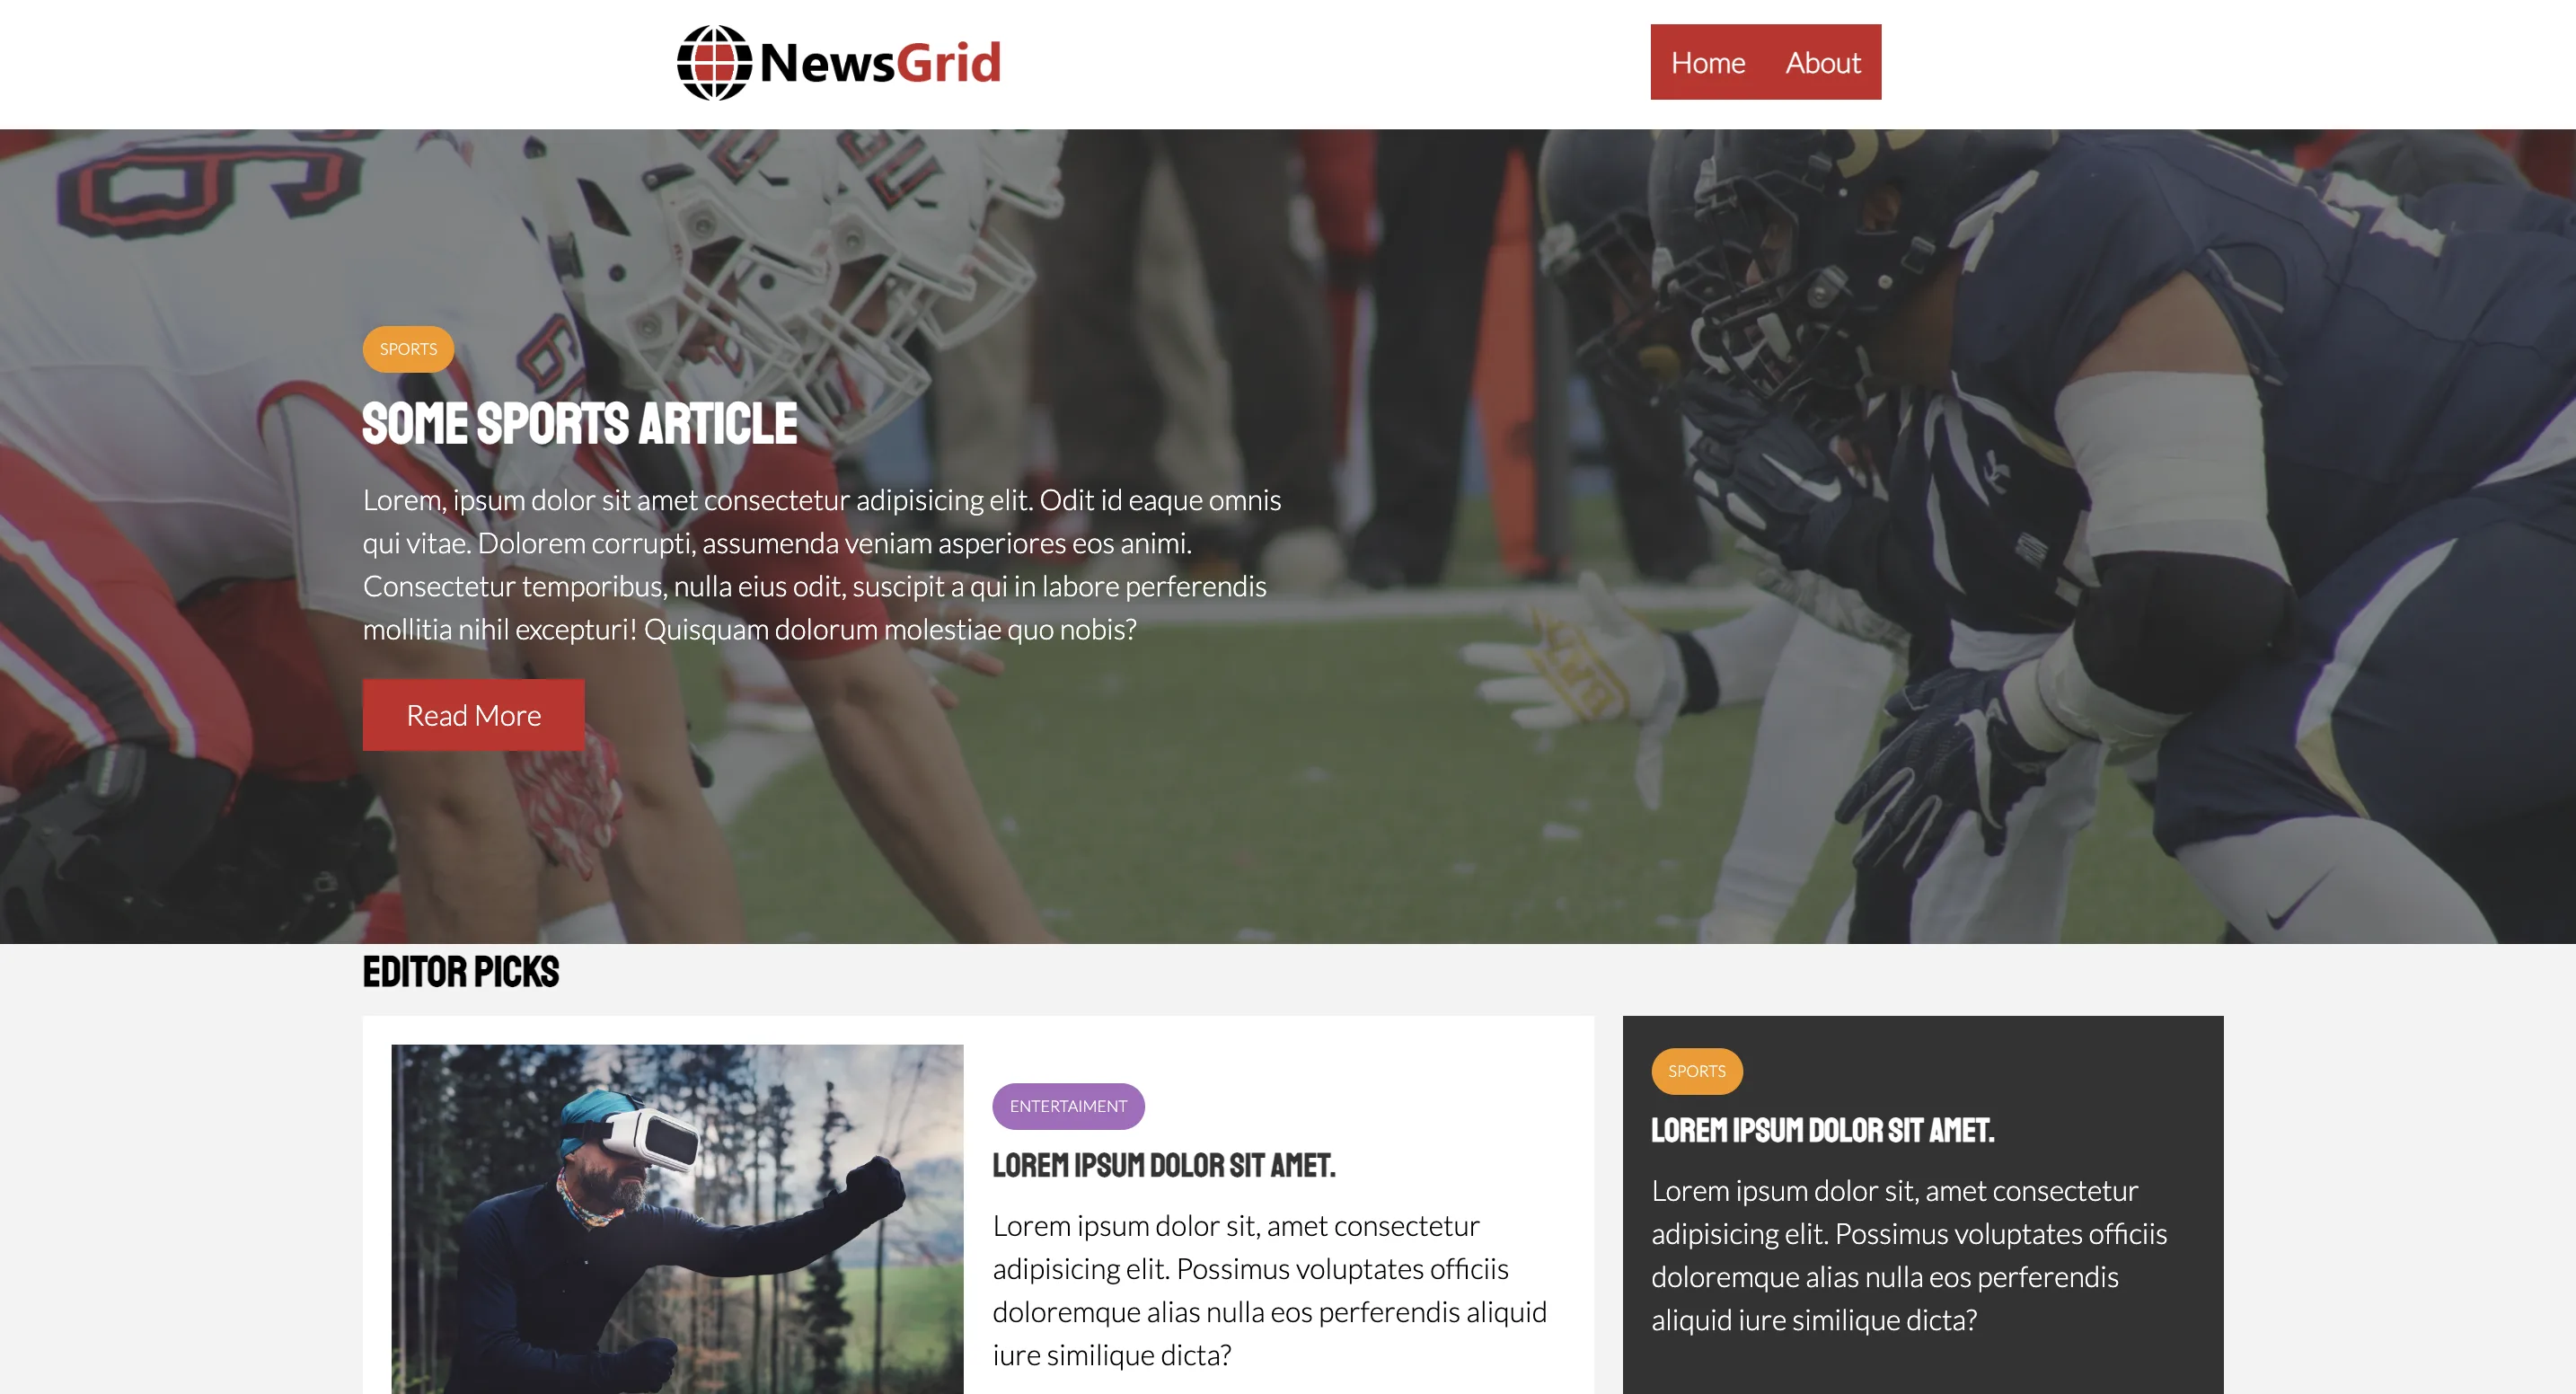 NewsGrid
Home About
SPORTS
SOME SPORTS ARTICLE
Lorem, ipsum dolor sit amet consectetur adipisicing elit. Odit id eaque omnis
qui vitae. Dolorem corrupti, assumenda veniam asperiores eos animi.
Consectetur temporibus, nulla eius odit, suscipit a qui in labore perferendis
mollitia nihil excepturi! Quisquam dolorum molestiae quo nobis?
Read More
EDITOR PICKS
ENTERTAIMENT
LOREM IPSUM DOLOR SIT AMET.
Lorem ipsum dolor sit, amet consectetur
adipisicing elit. Possimus voluptates officiis
doloremque alias nulla eos perferendis aliquid
iure similique dicta?
SPORTS
LOREM IPSUM DOLOR SIT AMET.
Lorem ipsum dolor sit, amet consectetur
adipisicing elit. Possimus voluptates officiis
doloremque alias nulla eos perferendis
aliquid iure similique dicta?